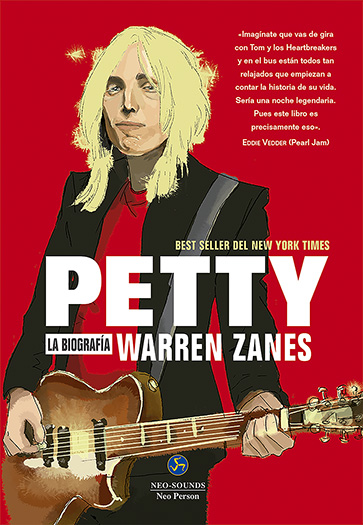 «Imagínate que vas de gira
con Tom y los Heartbreakers
y en el bus están todos tan
relajados que empiezan a
contar la historia de su vida.
Sería una noche legendaria.
Pues este libro es
precisamente eso».
EDDIE VEDDER (Pearl Jam)
BEST SELLER DEL NEW YORK TIMES
PETTY
LA BIOGRAFÍA WARREN ZANES
NEO-SOUNDS
Neo Person